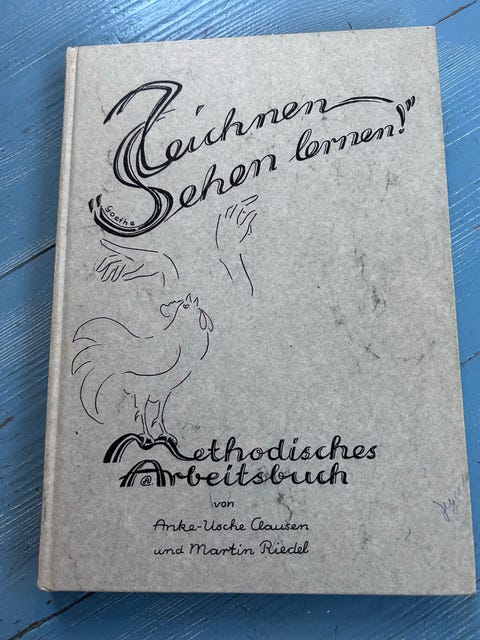 Zeichnen
„Sehen lernen!"
Goethe
Methodisches
@ Arbeitsbuch
von
Anke-Usche Clausen
und Martin Riedel